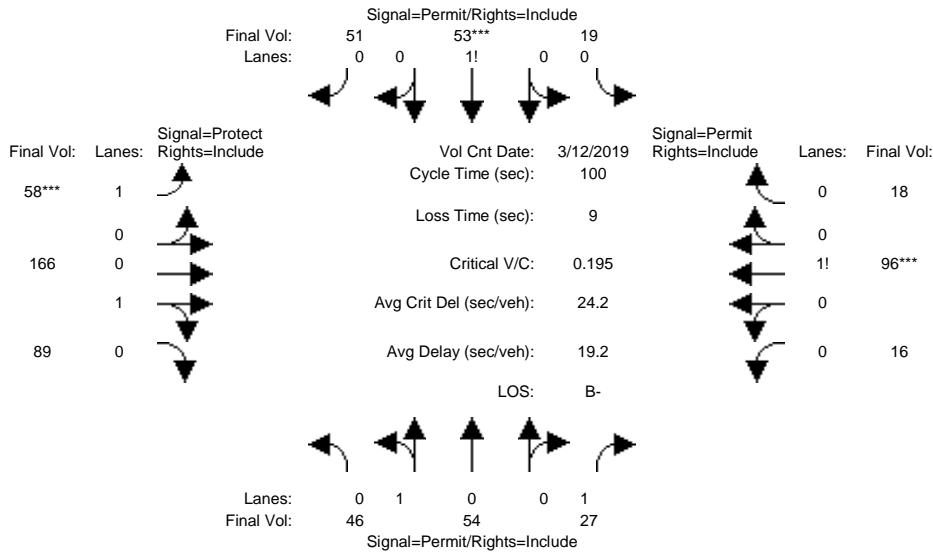 Signal=Permit/Rights=Include
Final Vol: 51 53*** 19
Lanes: 0 0 1! 0 0
Signal=Protect Signal=Permit
Final Vol: Lanes: Rights=Include Vol Cnt Date: 3/12/2019 Rights=Include Lanes: Final Vol:
Cycle Time (sec): 100
58*** 1 0 18
Loss Time (sec): 9
0 0
166 0 Critical V/C: 0.195 1! 96***
1 Avg Crit Del (sec/veh): 24.2 0
89 0 Avg Delay (sec/veh): 19.2 0 16
LOS: B-
Lanes: 0 1 0 0 1
Final Vol: 46 54 27
Signal=Permit/Rights=Include